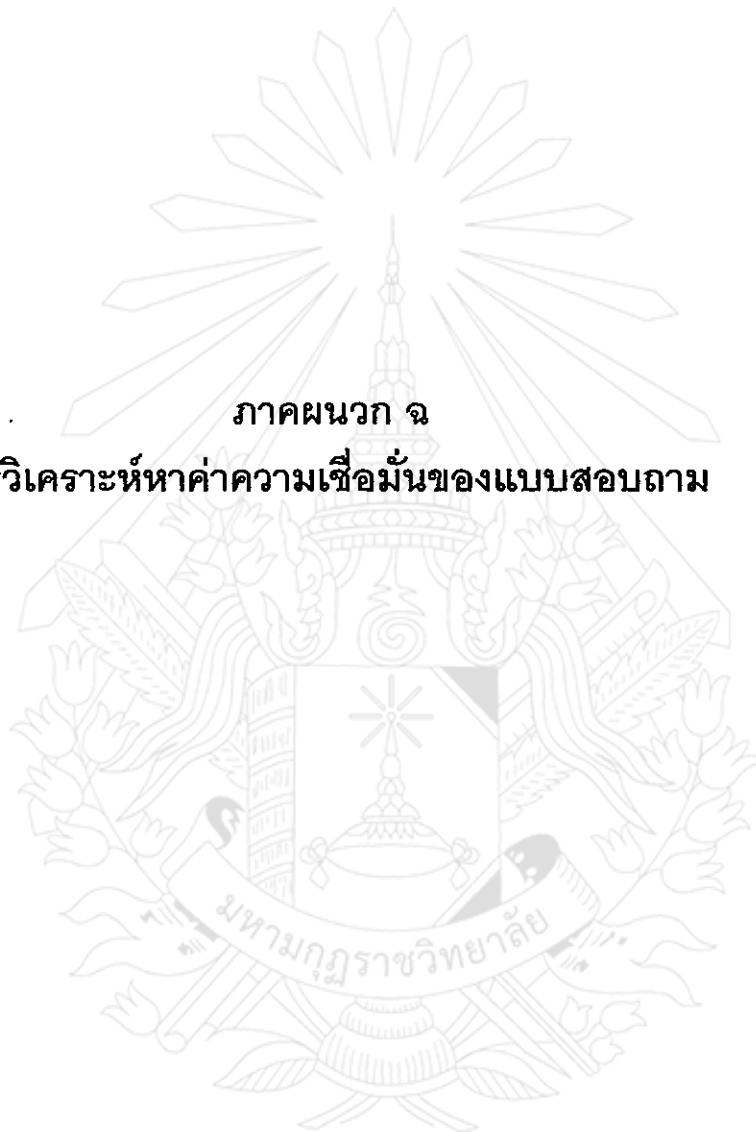 ภาคผนวก ฉ
วิเคราะห์หาค่าความเชื่อมั่นของแบบสอบถาม
มหามกุฏราชวิทยาลัย